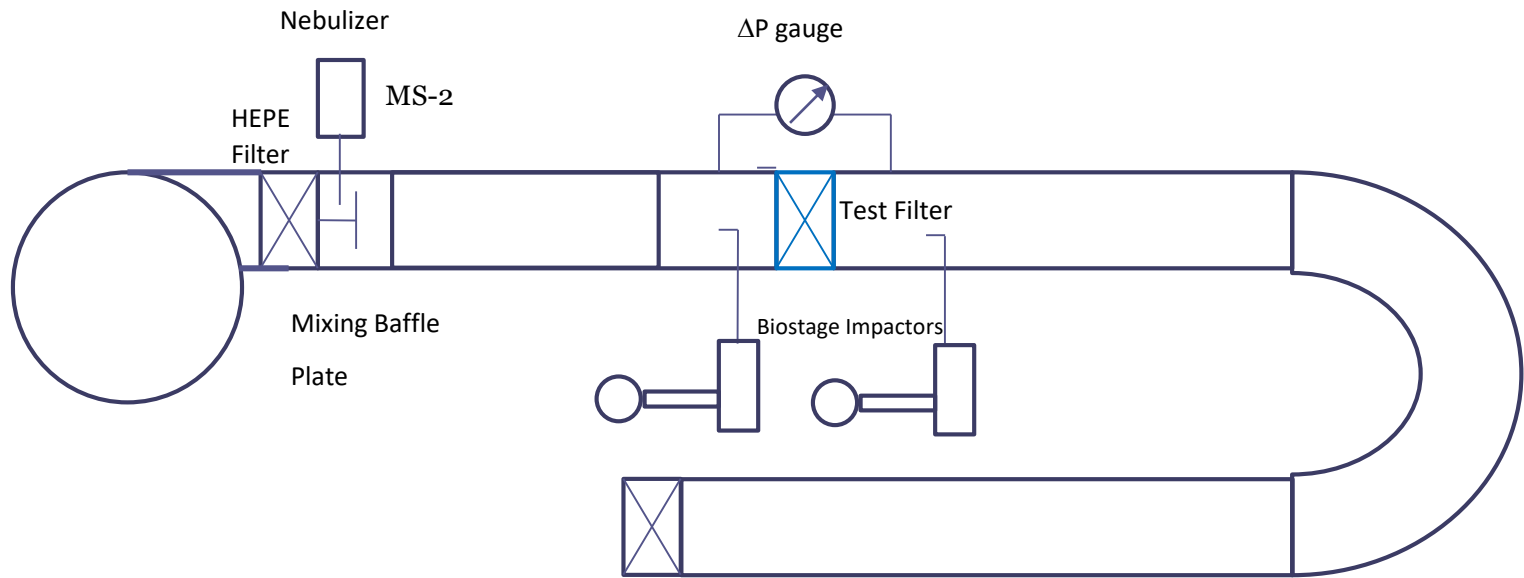 Nebulizer
ΔP gauge
MS-2
HEPE
Filter
Test Filter
Mixing Baffle
Plate
Biostage Impactors